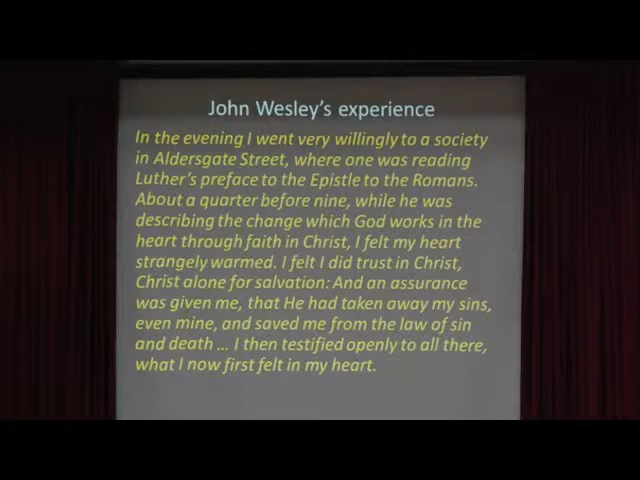 John Wesley's experience
In the evening I went very willingly to a society
in Aldersgate Street, where one was reading
Luther's preface to the Epistle to the Romans.
About a quarter before nine, while he was
describing the change which God works in the
heart through faith in Christ, I felt my heart
strangely warmed. I felt I did trust in Christ,
Christ alone for salvation: And an assurance
was given me, that He had taken away my sins,
even mine, and saved me from the law of sin
and death ... I then testified openly to all there,
what I now first felt in my heart.